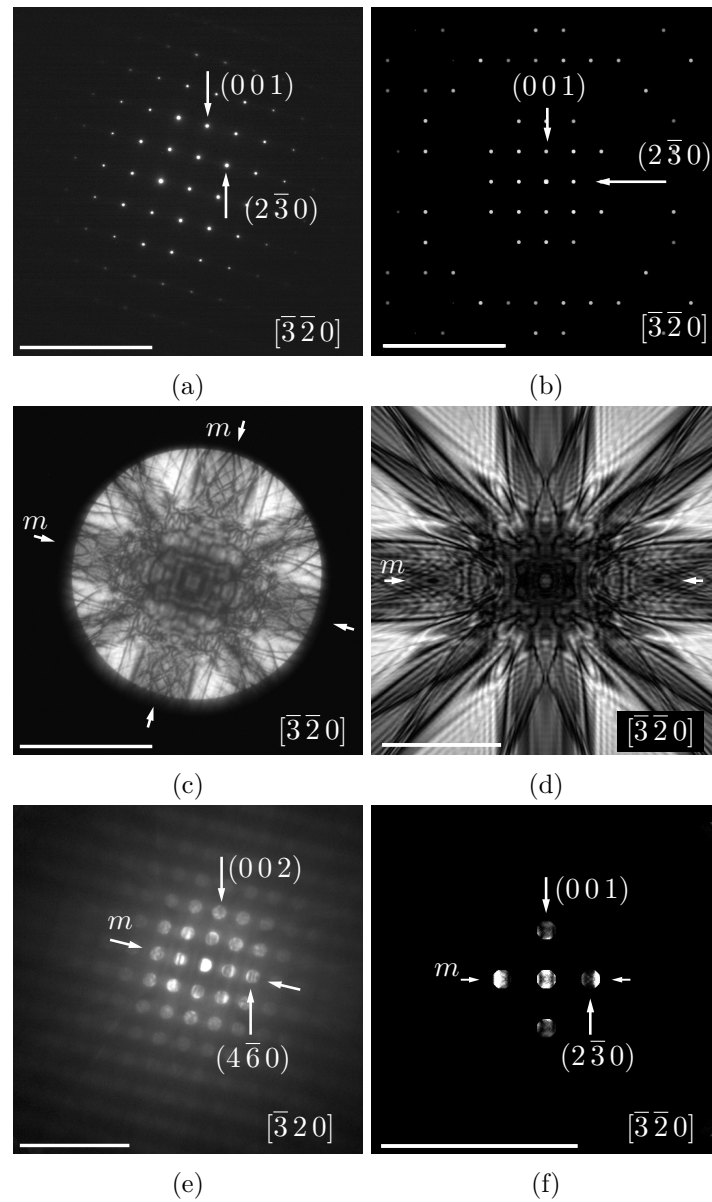 (0 0 1)
(2 3̅ 0)
[3̅ 2̅ 0]
(a)
(0 0 1)
(2 3̅ 0)
[3̅ 2̅ 0]
(b)
m
m
[3̅ 2̅ 0]
(c)
m
[3̅ 2̅ 0]
(d)
(0 0 2)
m
(4 6̅ 0)
[3̅ 2 0]
(e)
(0 0 1)
m
(2 3̅ 0)
[3̅ 2̅ 0]
(f)